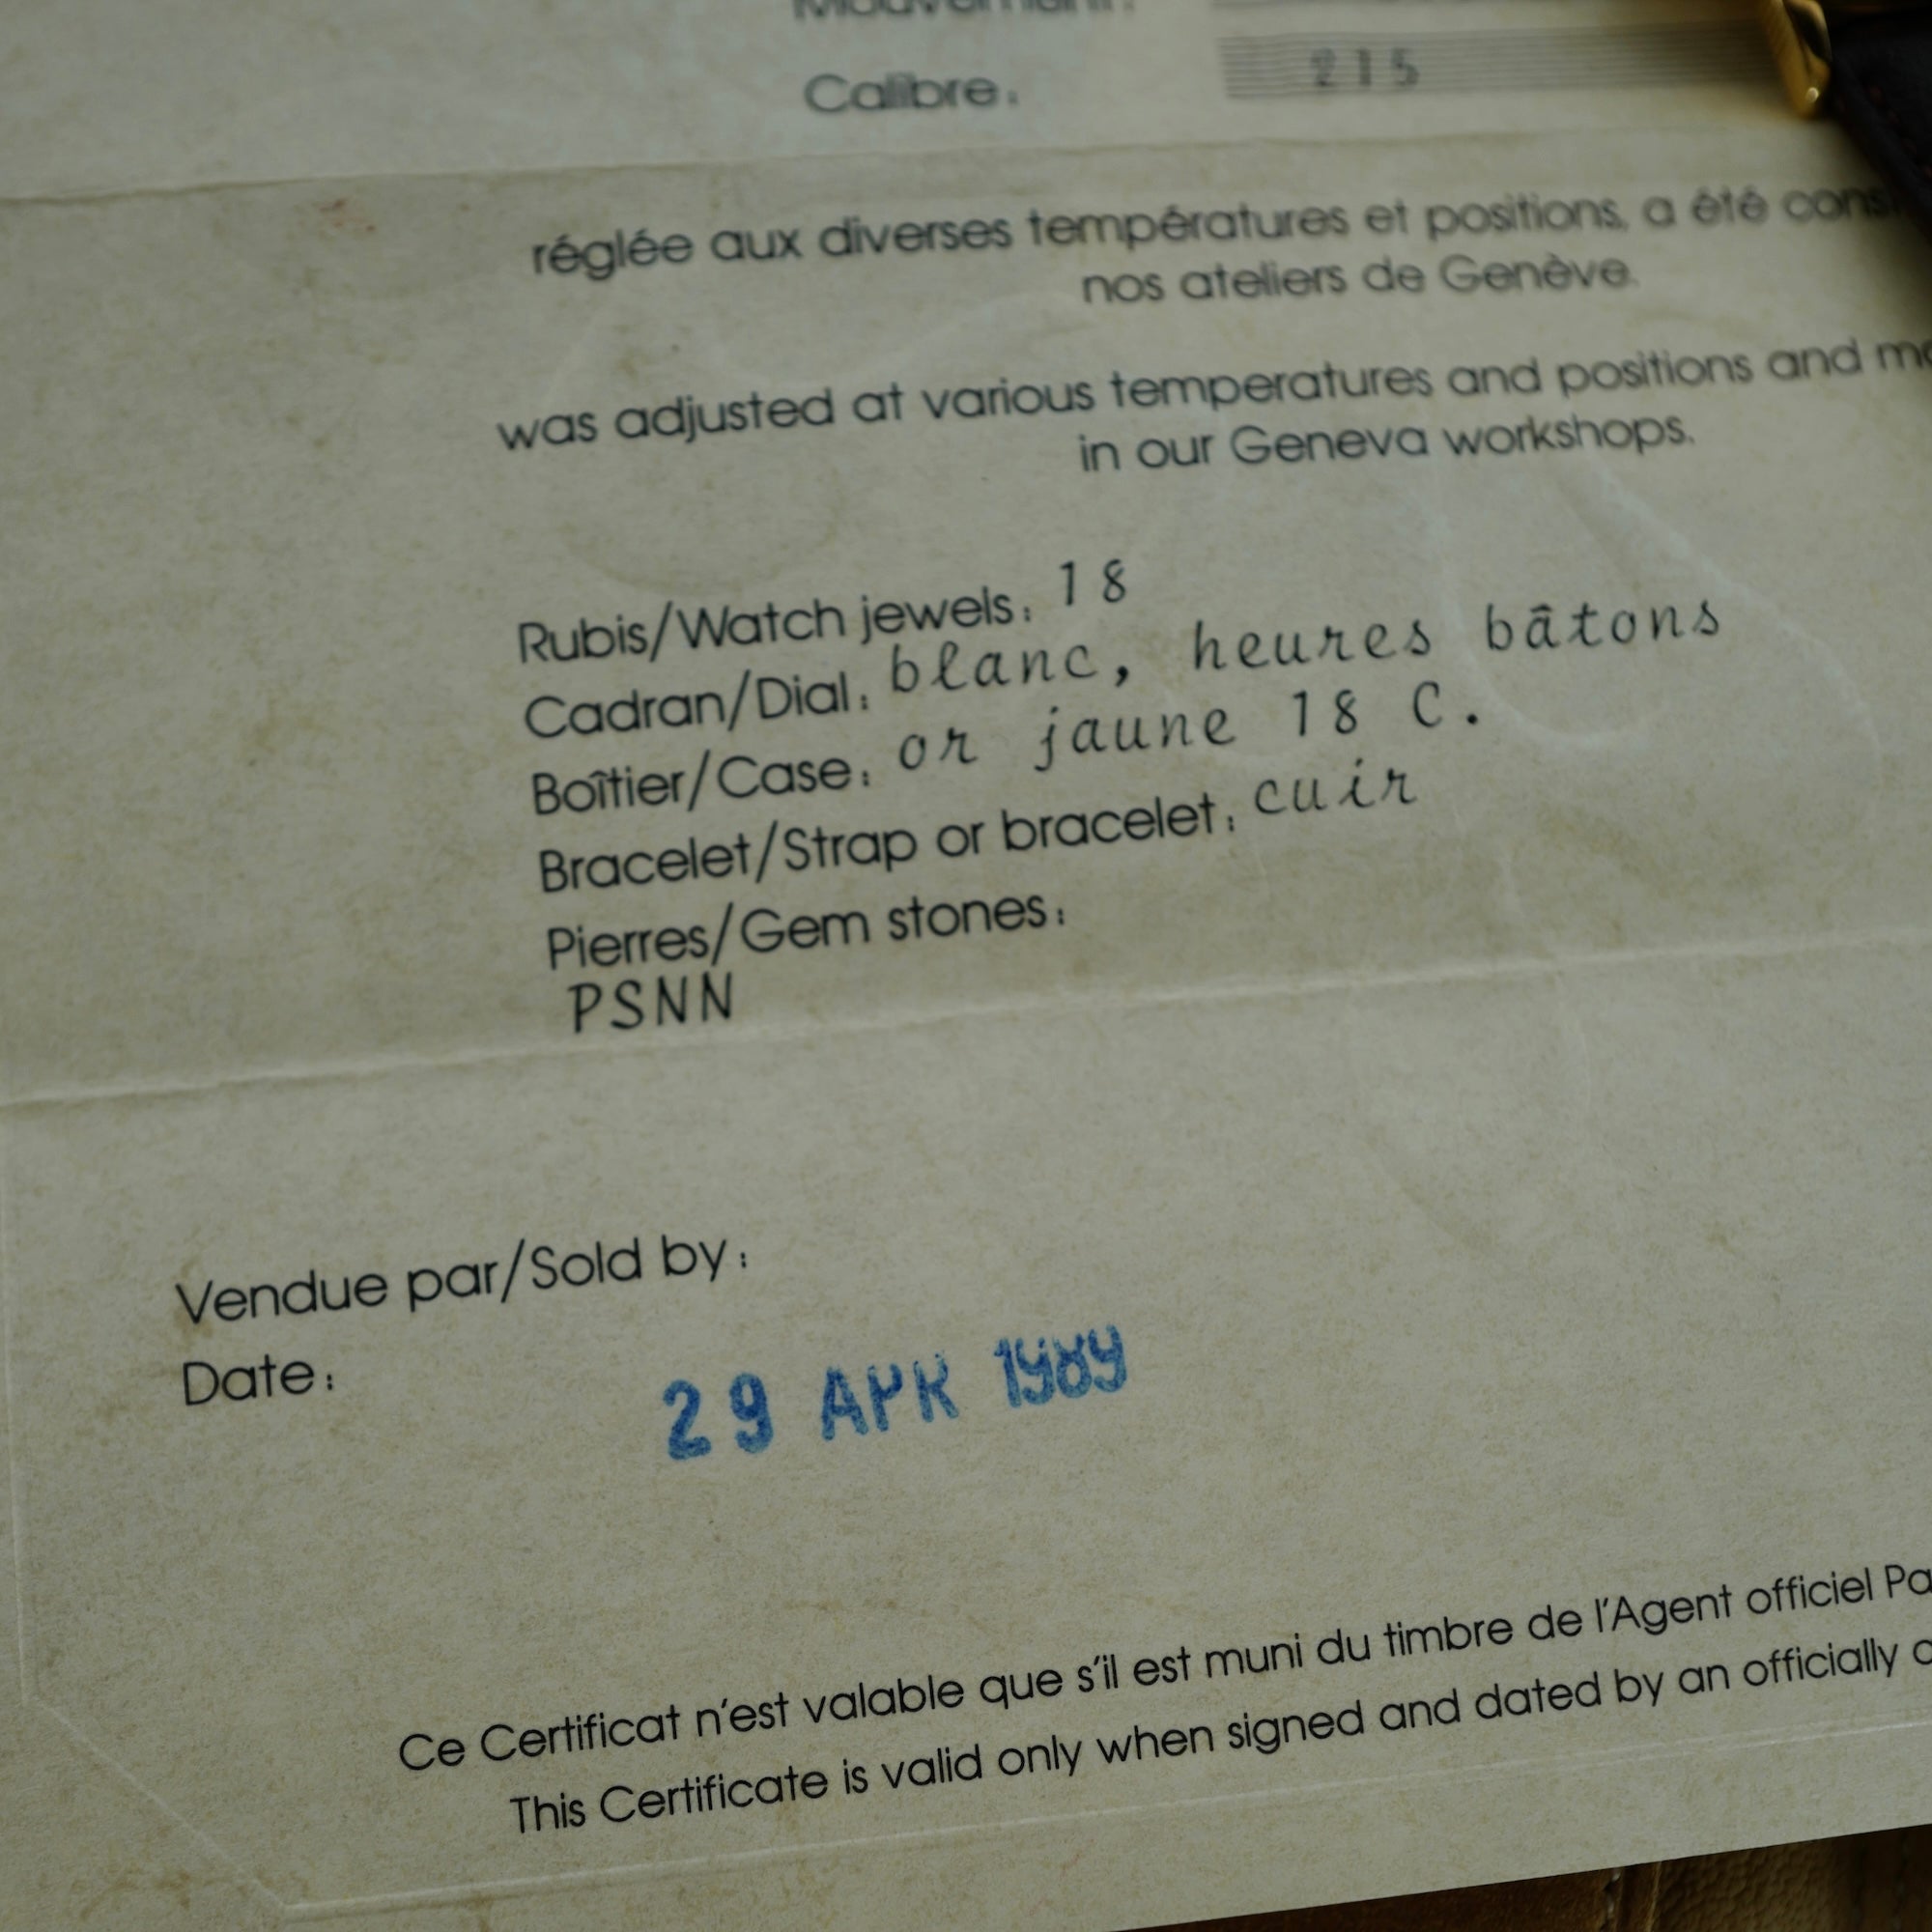 Mouvement:
Calibre: 215
réglée aux diverses températures et positions, a été cons
nos ateliers de Genève.
was adjusted at various temperatures and positions and
in our Geneva workshops.
Rubis/Watch jewels: 18
Cadran/Dial: blanc, heures bâtons
Boîtier/Case: or jaune 18 C.
Bracelet/Strap or bracelet: cuir
Pierres/Gem stones:
PSNN
Vendue par/Sold by:
Date: 29 APR 1989
Ce Certificat n'est valable que s'il est muni du timbre de l'Agent officiel Pa
This Certificate is valid only when signed and dated by an officially